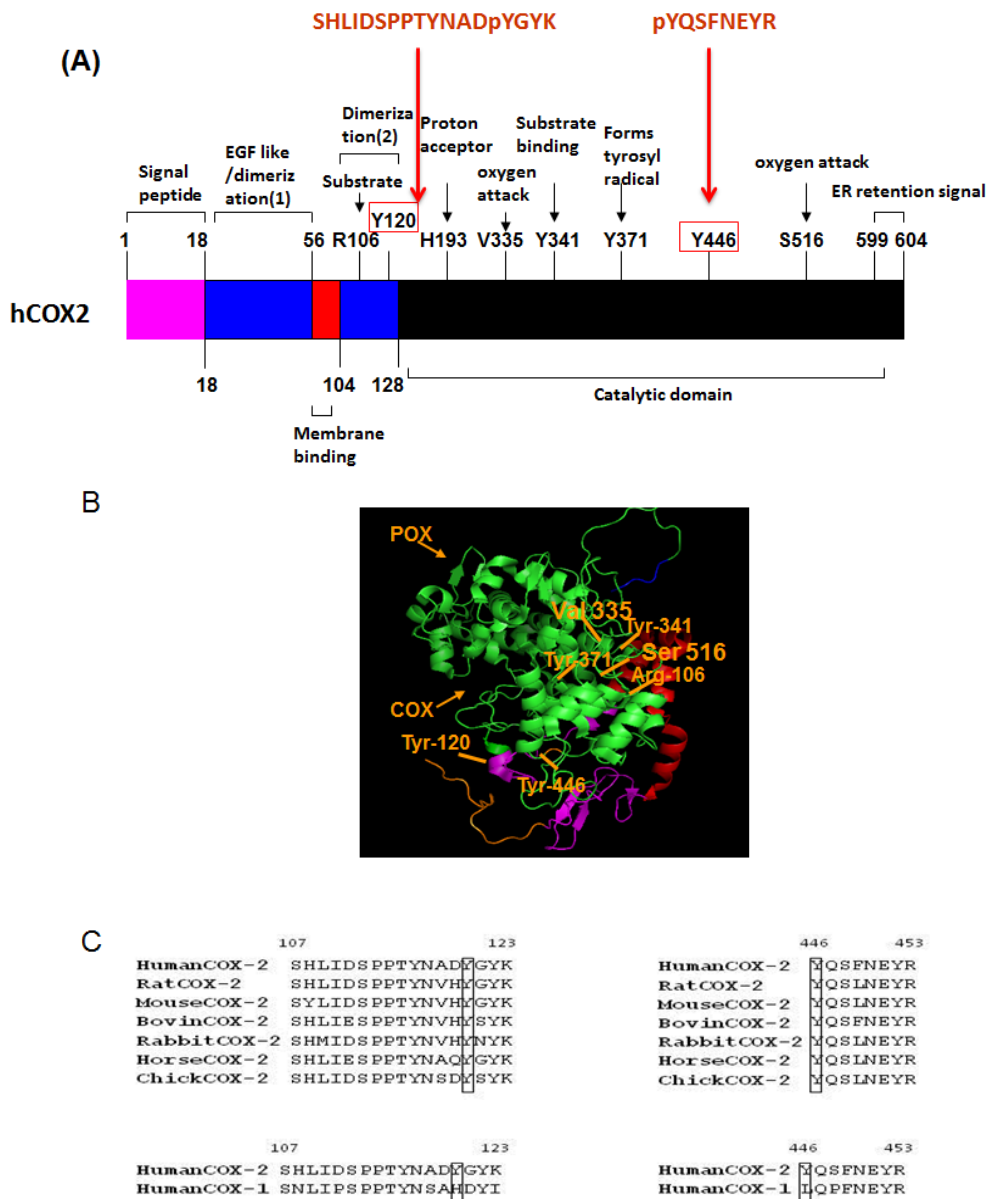 SHLIDSPPTYNADpYGYK
pYQSFNEYR
(A)
Signal
peptide
EGF like
/dimeriz
ation(1)
Dimeriza
tion(2)
Substrate
Proton
acceptor
oxygen
attack
Substrate
binding
Forms
tyrosyl
radical
oxygen attack
ER retention signal
1
18
56
R106
Y120
H193
V335
Y341
Y371
Y446
S516
599
604
hCOX2
18
104
128
Catalytic domain
Membrane
binding
B
POX
COX
Val 335
Tyr-341
Tyr-371
Ser 516
Arg-106
Tyr-120
Tyr-446
C
107 123
HumanCOX-2 SHLIDSPPTYNADYGYK
RatCOX-2 SHLIDSPPTYNVHYGYK
MouseCOX-2 SYLIDSPPTYNVHYGYK
BovinCOX-2 SHLIESPPTYNVHYSYK
RabbitCOX-2 SHMIDSPPTYNVHYNYK
HorseCOX-2 SHLIESPPTYNAQYGYK
ChickCOX-2 SHLIDSPPTYNSDYSYK
446 453
HumanCOX-2 YQSFNEYR
RatCOX-2 YQSLNEYR
MouseCOX-2 YQSLNEYR
BovinCOX-2 YQSFNEYR
RabbitCOX-2 YQSLNEYR
HorseCOX-2 YQSFNEYR
ChickCOX-2 YQSLNEYR
107 123
HumanCOX-2 SHLIDSPPTYNADYGYK
HumanCOX-1 SNLIPSPPTYNSAHDYI
446 453
HumanCOX-2 YQSFNEYR
HumanCOX-1 LQPFNEYR